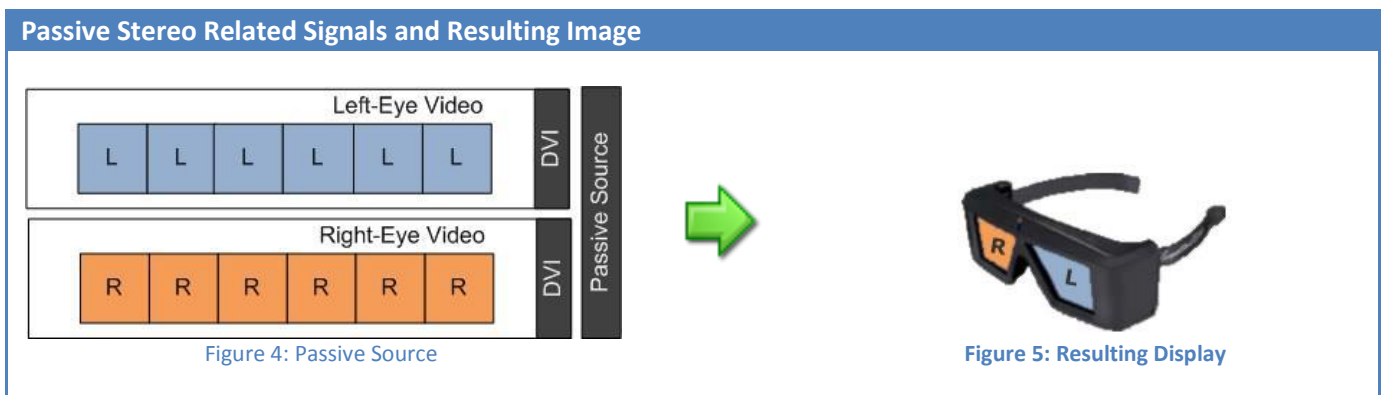 Passive Stereo Related Signals and Resulting Image
Left-Eye Video
L L L L L L
DVI
Right-Eye Video
R R R R R R
DVI
Passive Source
R
L
Figure 4: Passive Source
Figure 5: Resulting Display